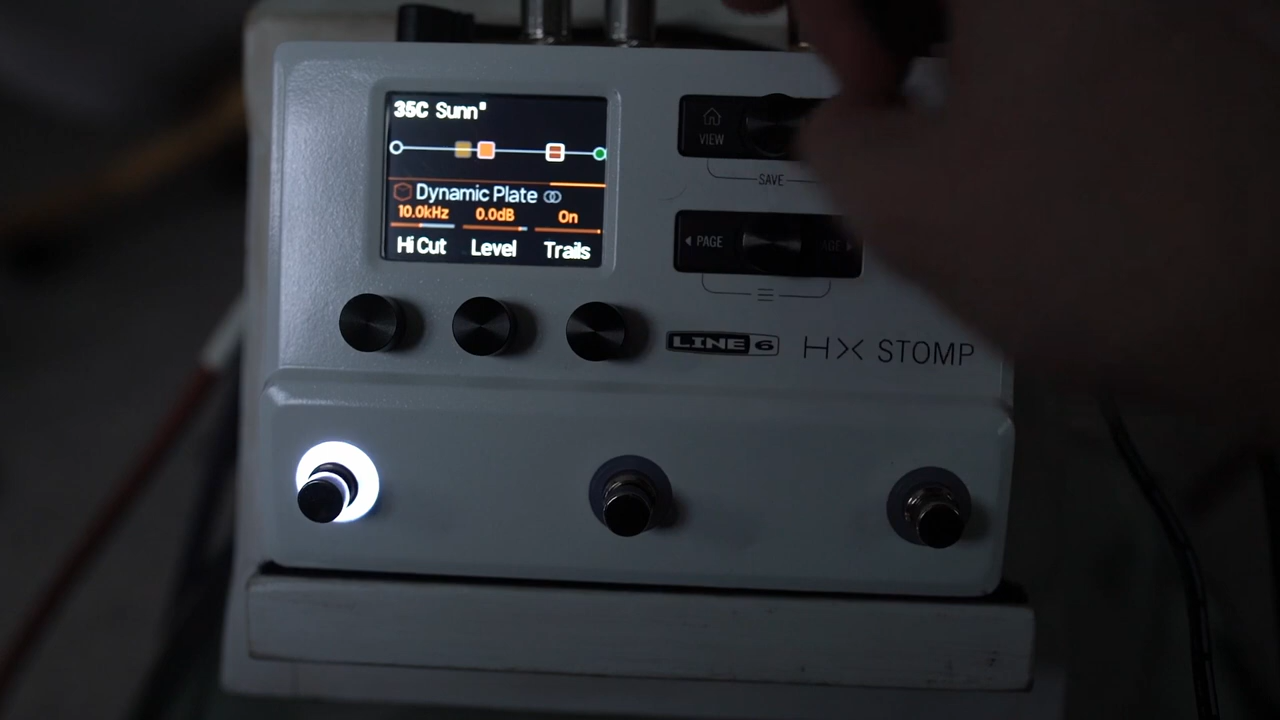 35C Sunn
Dynamic Plate
10.0kHz 0.0dB On
Hi Cut Level Trails
VIEW
SAVE
PAGE
LINE 6 HX STOMP